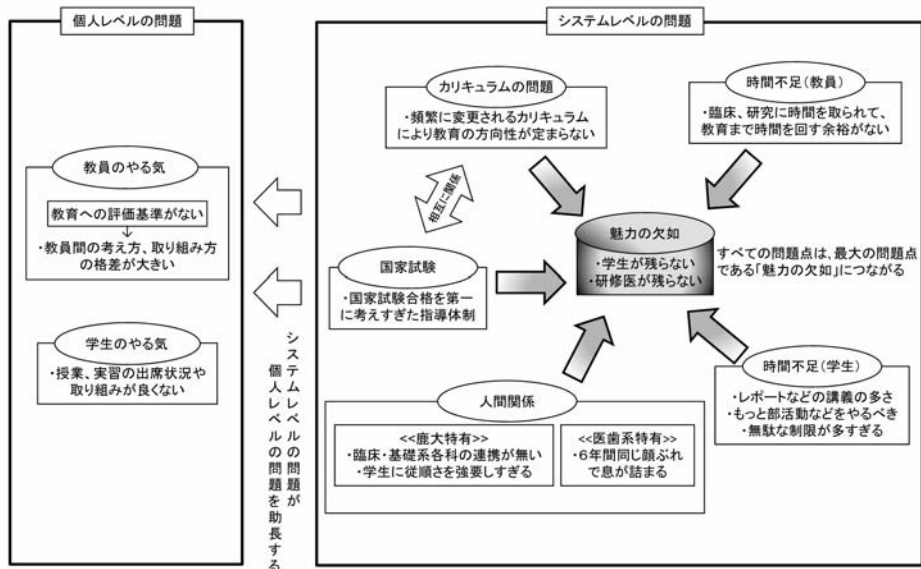 個人レベルの問題
教員のやる気
教育への評価基準がない
・教員間の考え方、取り組み方
の格差が大きい
学生のやる気
・授業、実習の出席状況や
取り組みが良くない
システムレベルの問題が
個人レベルの問題を助長する
システムレベルの問題
カリキュラムの問題
・頻繁に変更されるカリキュラム
により教育の方向性が定まらない
時間不足(教員)
・臨床、研究に時間を取られて、
教育まで時間を回す余裕がない
相互に関係
国家試験
・国家試験合格を第一
に考えすぎた指導体制
魅力の欠如
・学生が残らない
・研修医が残らない
すべての問題点は、最大の問題点
である「魅力の欠如」につながる
人間関係
<<鹿大特有>>
・臨床・基礎系各科の連携が無い
・学生に従順さを強要しすぎる
<<医歯系特有>>
・6年間同じ顔ぶれ
で息が詰まる
時間不足(学生)
・レポートなどの講義の多さ
・もっと部活動などをやるべき
・無駄な制限が多すぎる